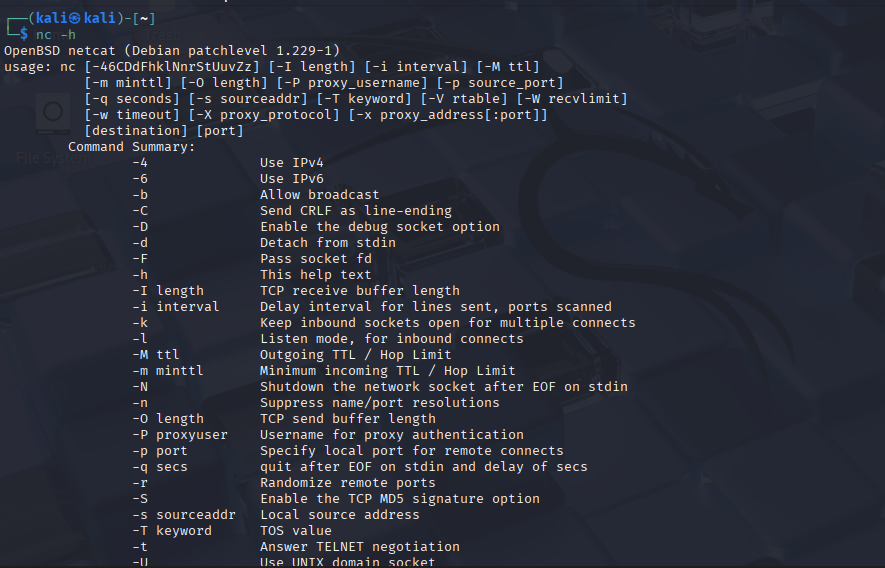 ┌──(kali㉿kali)-[~]
└─$ nc -h
OpenBSD netcat (Debian patchlevel 1.229-1)
usage: nc [-46CDdFhklNnrStUuvZz] [-I length] [-i interval] [-M ttl]
          [-m minttl] [-O length] [-P proxy_username] [-p source_port]
          [-q seconds] [-s sourceaddr] [-T keyword] [-V rtable] [-W recvlimit]
          [-w timeout] [-X proxy_protocol] [-x proxy_address[:port]]
          [destination] [port]
        Command Summary:
                -4              Use IPv4
                -6              Use IPv6
                -b              Allow broadcast
                -C              Send CRLF as line-ending
                -D              Enable the debug socket option
                -d              Detach from stdin
                -F              Pass socket fd
                -h              This help text
                -I length       TCP receive buffer length
                -i interval     Delay interval for lines sent, ports scanned
                -k              Keep inbound sockets open for multiple connects
                -l              Listen mode, for inbound connects
                -M ttl          Outgoing TTL / Hop Limit
                -m minttl       Minimum incoming TTL / Hop Limit
                -N              Shutdown the network socket after EOF on stdin
                -n              Suppress name/port resolutions
                -O length       TCP send buffer length
                -P proxyuser    Username for proxy authentication
                -p port         Specify local port for remote connects
                -q secs         quit after EOF on stdin and delay of secs
                -r              Randomize remote ports
                -S              Enable the TCP MD5 signature option
                -s sourceaddr   Local source address
                -T keyword      TOS value
                -t              Answer TELNET negotiation
                -U              Use UNIX domain socket
File System